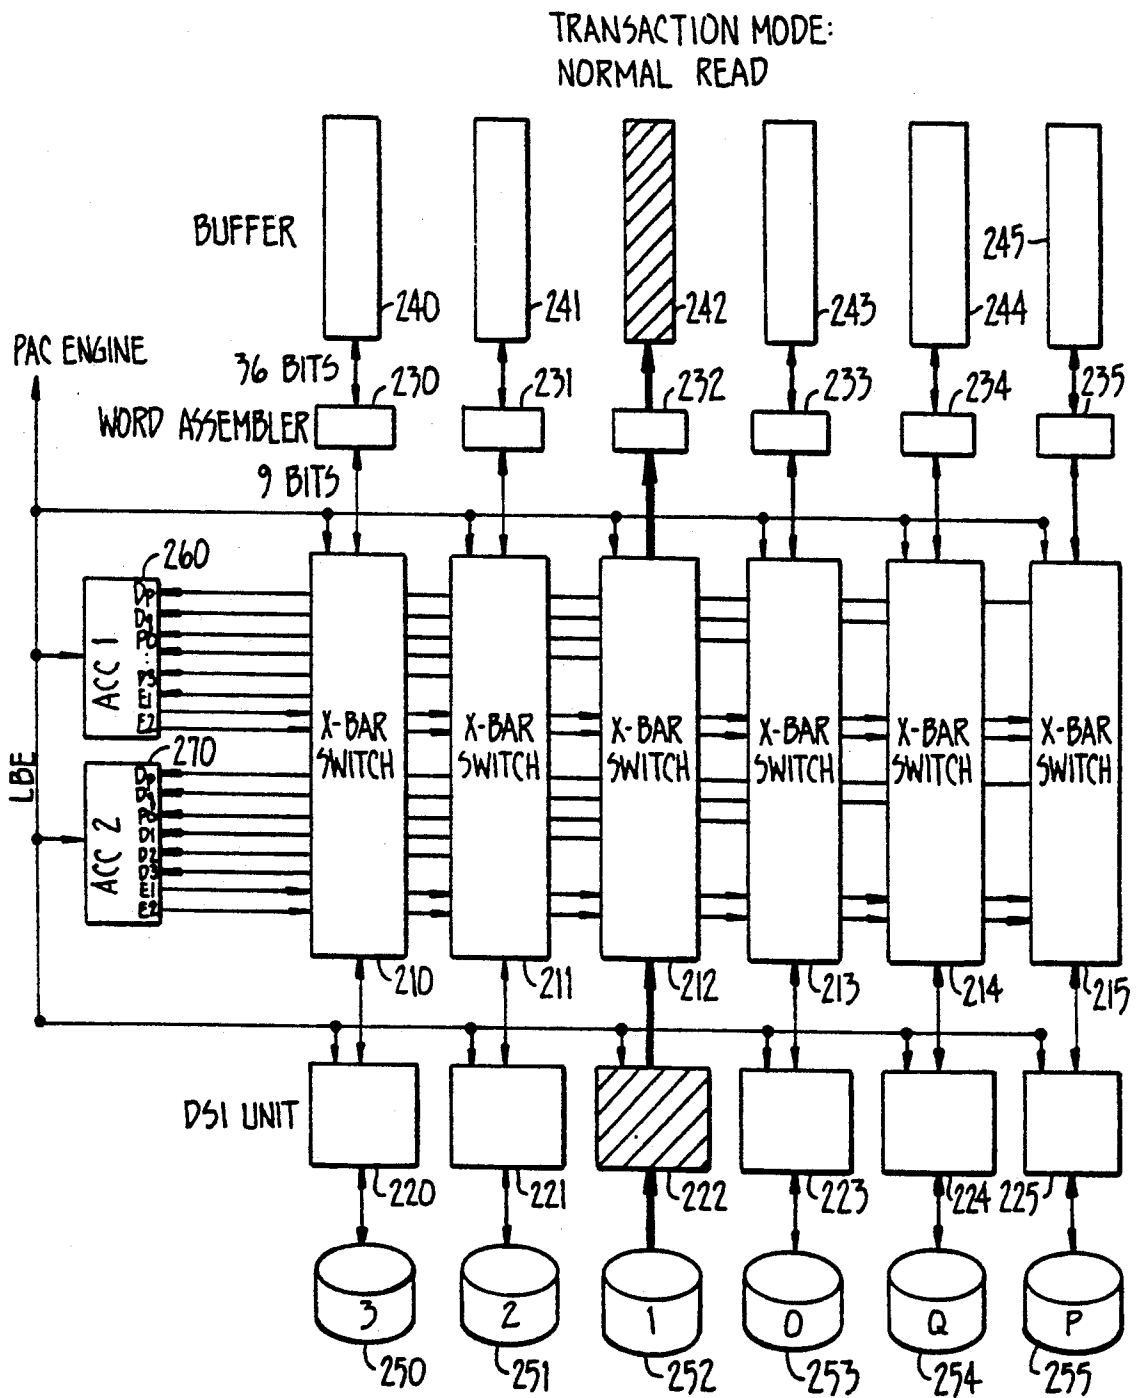 TRANSACTION MODE:
NORMAL READ
BUFFER
240
241
242
243
244
245
PAC ENGINE
36 BITS
230
231
232
233
234
235
WORD ASSEMBLER
9 BITS
260
ACC 1
Dp
Dq
P0
:
D3
E1
E2
X-BAR SWITCH
X-BAR SWITCH
X-BAR SWITCH
X-BAR SWITCH
X-BAR SWITCH
X-BAR SWITCH
LBE
270
ACC 2
Dp
Dq
P0
D1
D2
D3
E1
E2
210
211
212
213
214
215
DSI UNIT
220
221
222
223
224
225
3
2
1
0
Q
P
250
251
252
253
254
255